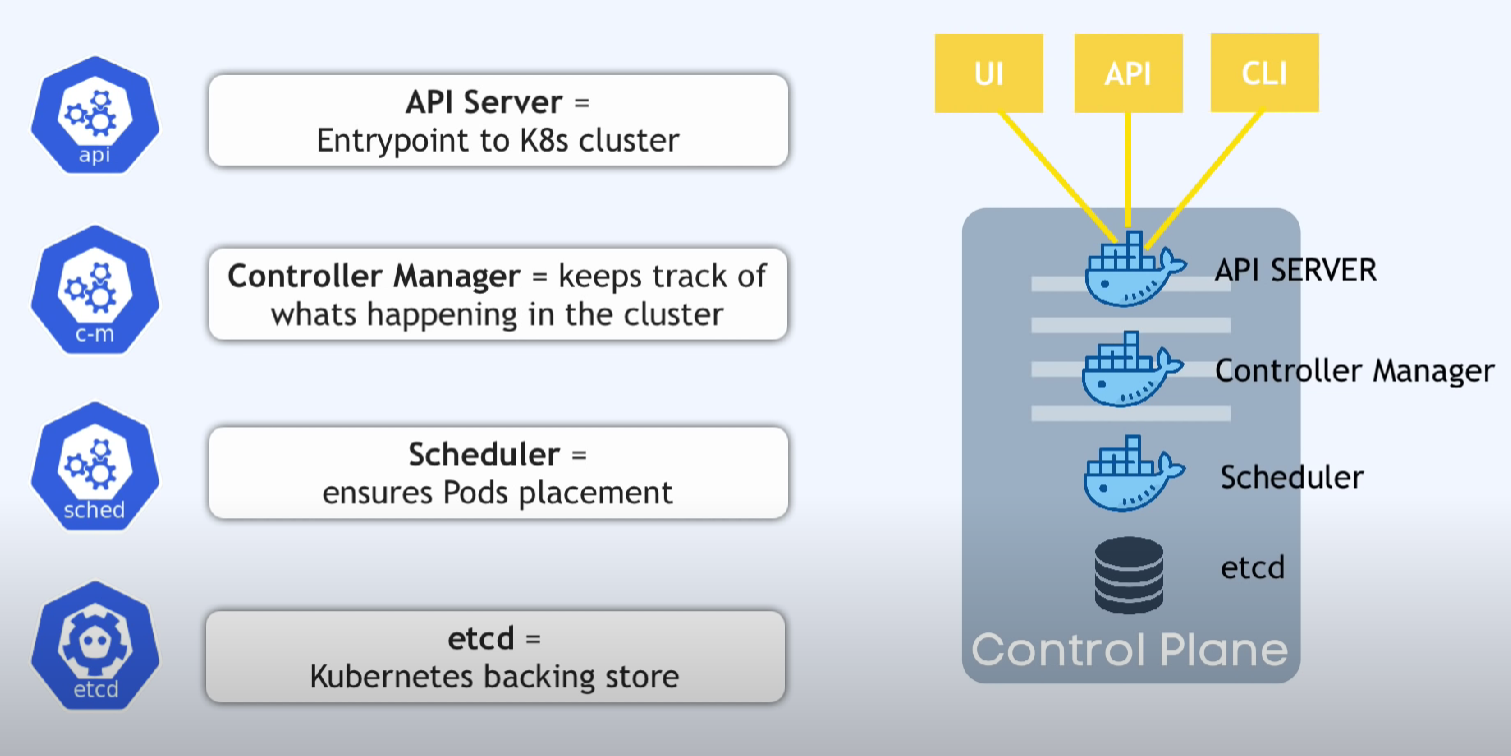 api
API Server =
Entrypoint to K8s cluster
c-m
Controller Manager = keeps track of
whats happening in the cluster
sched
Scheduler =
ensures Pods placement
etcd
etcd =
Kubernetes backing store
UI
API
CLI
API SERVER
Controller Manager
Scheduler
etcd
Control Plane